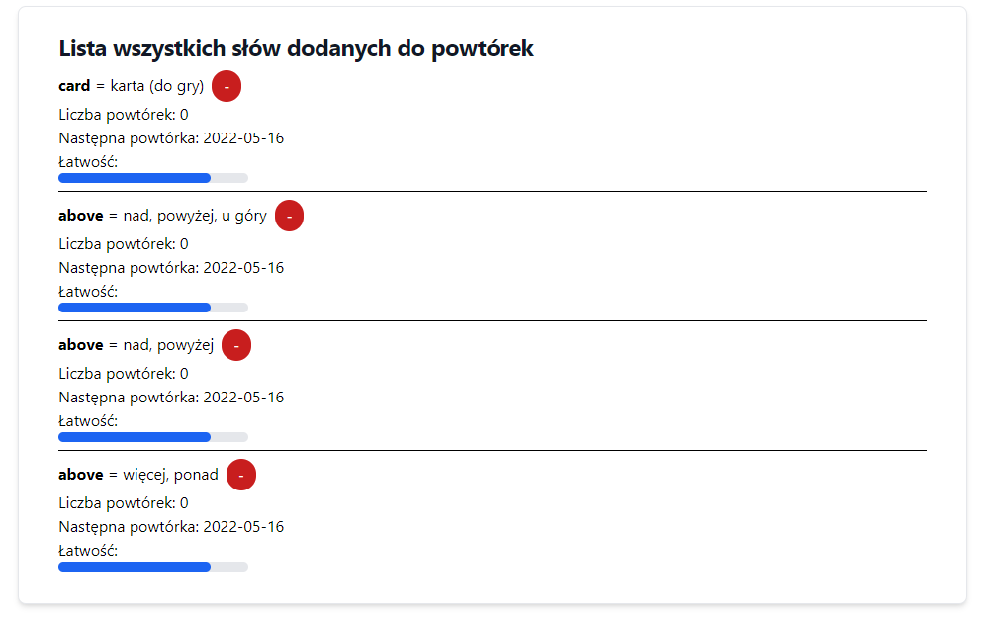 Lista wszystkich słów dodanych do powtórek
card = karta (do gry) -
Liczba powtórek: 0
Następna powtórka: 2022-05-16
Łatwość:
above = nad, powyżej, u góry -
Liczba powtórek: 0
Następna powtórka: 2022-05-16
Łatwość:
above = nad, powyżej -
Liczba powtórek: 0
Następna powtórka: 2022-05-16
Łatwość:
above = więcej, ponad -
Liczba powtórek: 0
Następna powtórka: 2022-05-16
Łatwość: